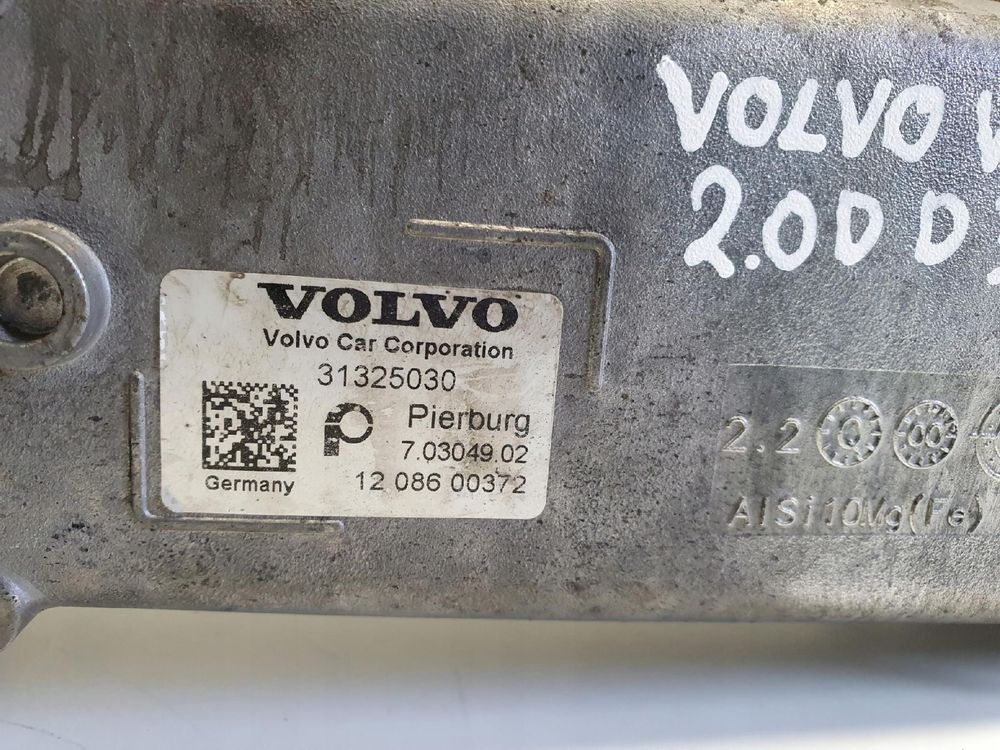 VOLVO
2.0D D
VOLVO
Volvo Car Corporation
31325030
Pierburg
7.03049.02
Germany
12 086 00372
2.2
AlSi10Mg(Fe)